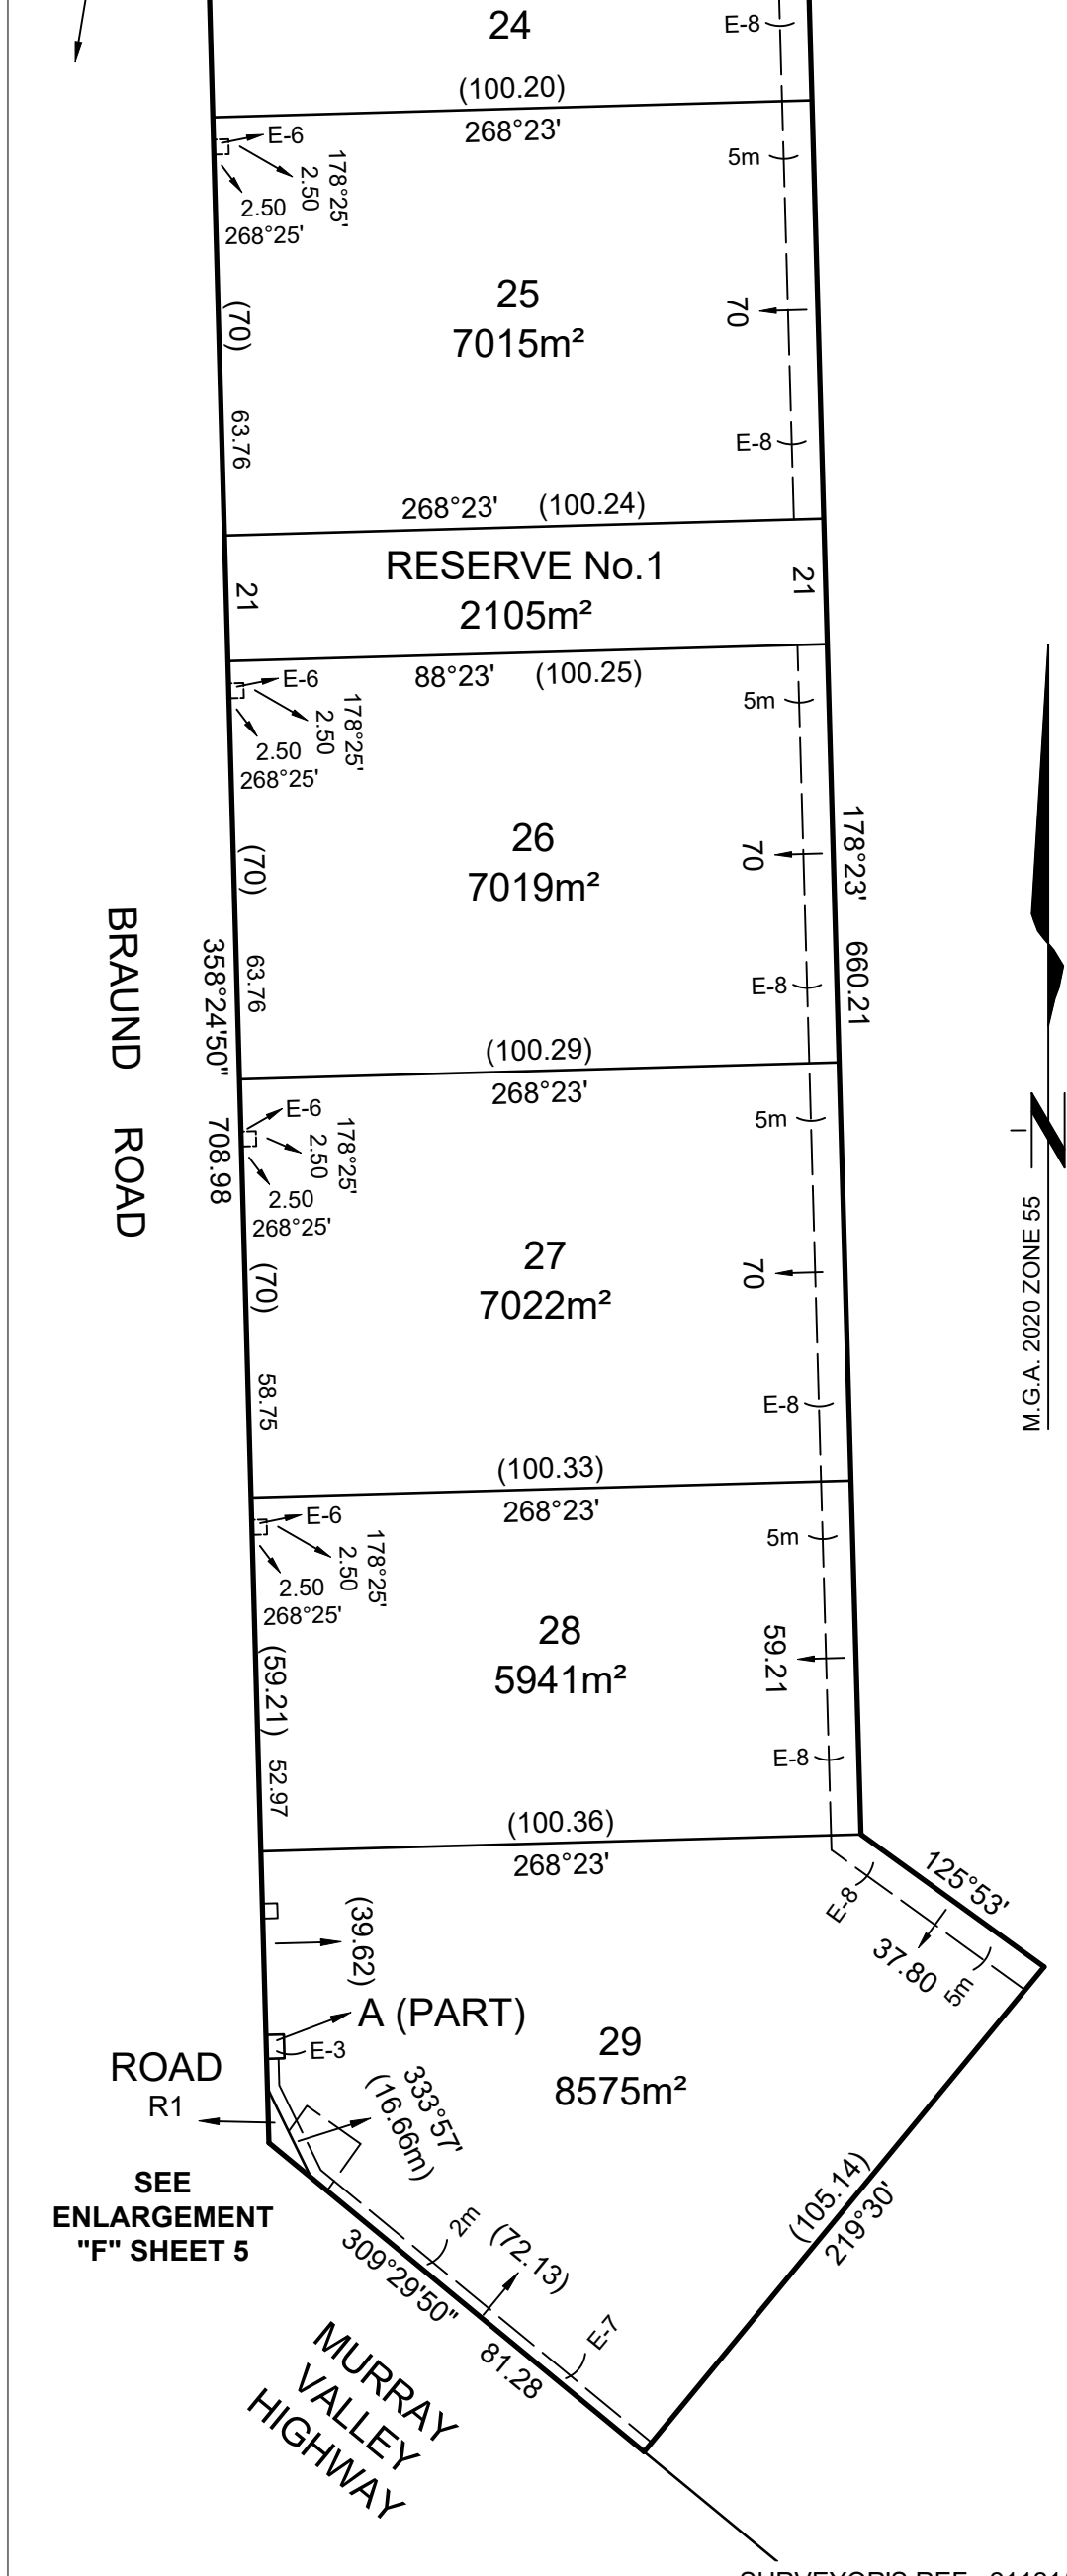 24
E-8
(100.20)
268°23'
E-6
2.50
178°25'
2.50
268°25'
5m
25
7015m²
70
(70)
63.76
E-8
268°23' (100.24)
RESERVE No.1
2105m²
21
21
88°23' (100.25)
E-6
2.50
178°25'
2.50
268°25'
5m
26
7019m²
70
(70)
178°23' 660.21
63.76
E-8
BRAUND ROAD
358°24'50" 708.98
(100.29)
268°23'
E-6
2.50
178°25'
2.50
268°25'
5m
N
M.G.A. 2020 ZONE 55
27
7022m²
70
(70)
58.75
E-8
(100.33)
268°23'
E-6
2.50
178°25'
2.50
268°25'
5m
28
5941m²
59.21
(59.21)
52.97
E-8
(100.36)
268°23'
125°53'
E-8
37.80
5m
(39.62)
A (PART)
E-3
29
8575m²
ROAD
R1
333°57'
(16.66m)
SEE
ENLARGEMENT
"F" SHEET 5
(105.14)
219°30'
2m
(72.13)
309°29'50"
81.28
E-7
MURRAY
VALLEY
HIGHWAY